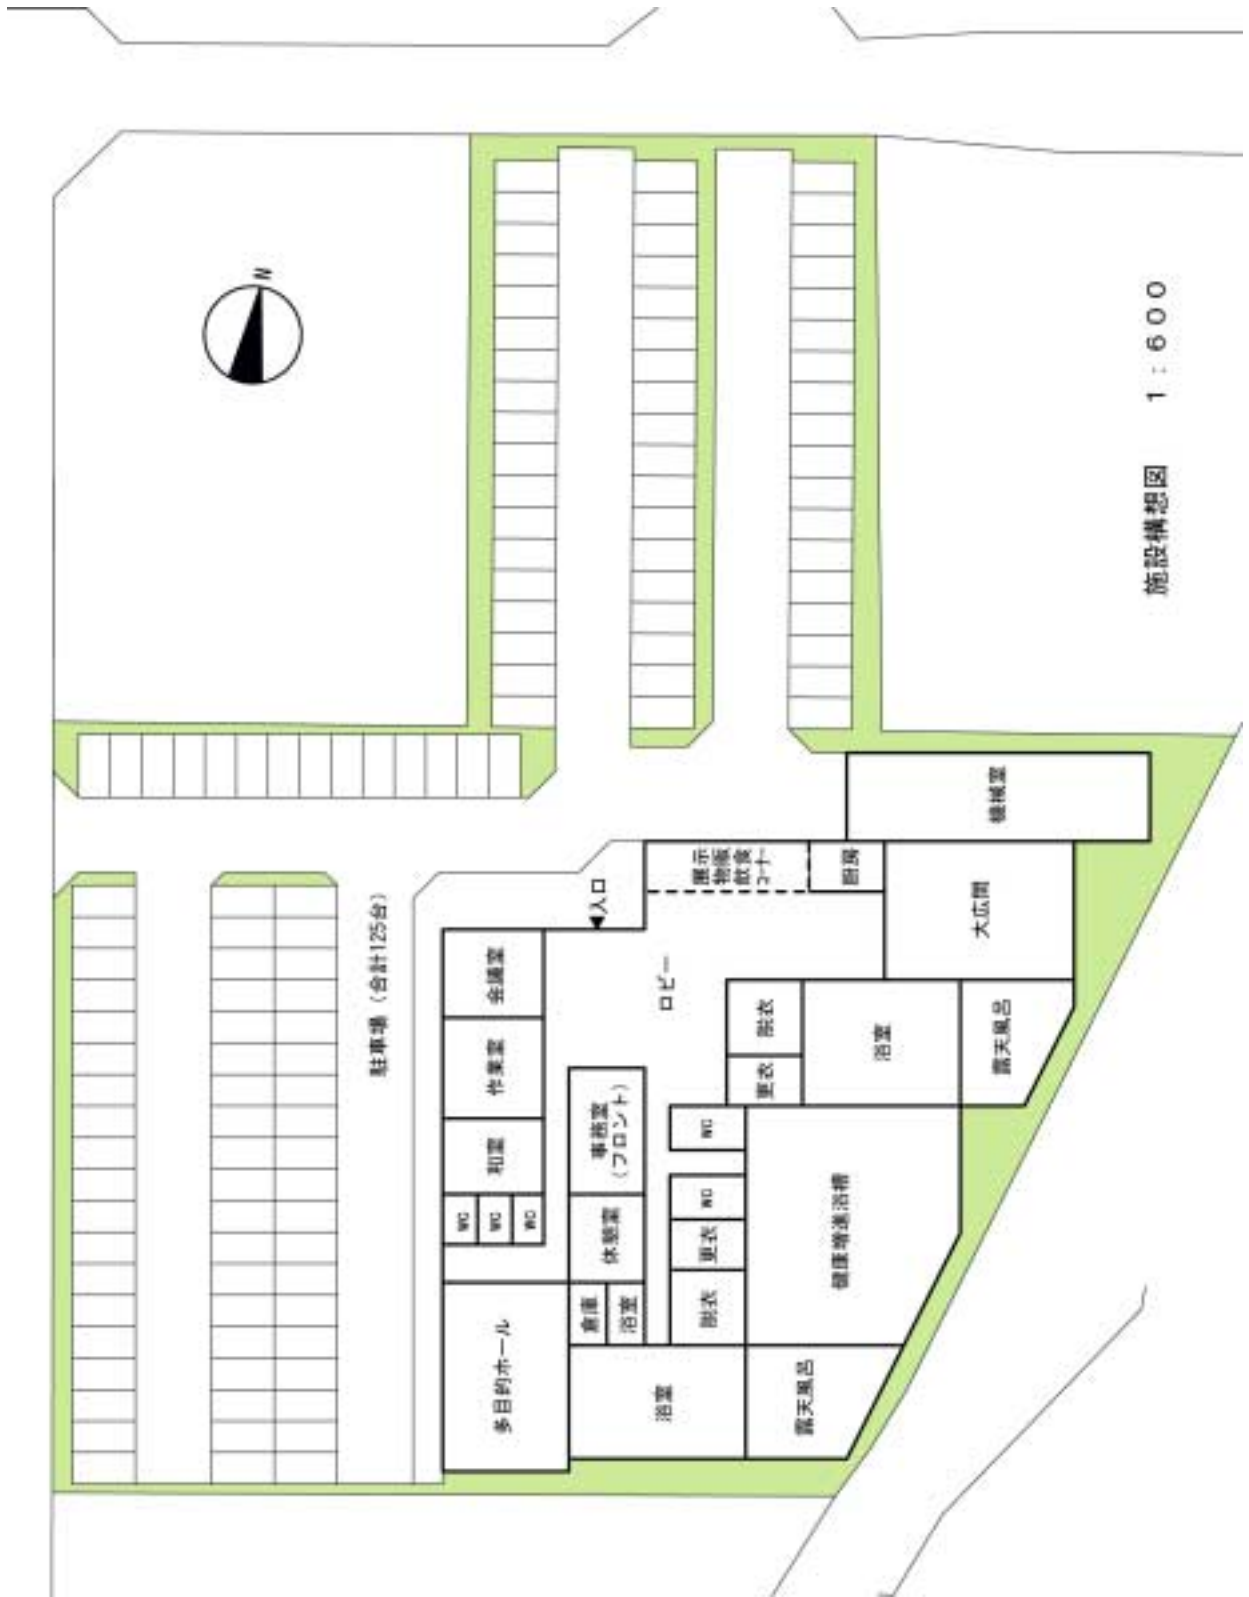 N
施設構想図　1：600
駐車場（合計125台）
機械室
展示
物販
飲食
コーナー
厨房
入口
大広間
ロビー
会議室
作業室
和室
WC
WC
WC
事務室
（フロント）
休憩室
倉庫
浴室
脱衣
更衣
浴室
露天風呂
WC
WC
更衣
脱衣
健康増進浴槽
多目的ホール
浴室
露天風呂